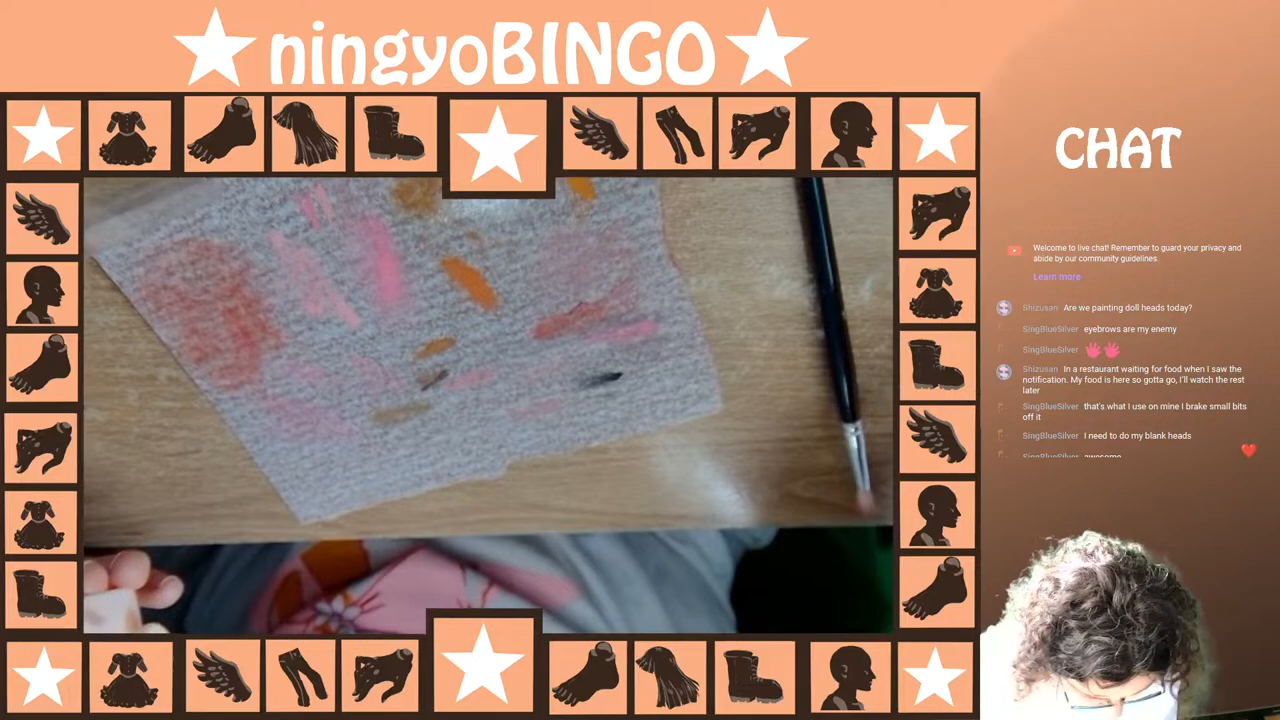 ningyoBINGO
CHAT
Welcome to live chat! Remember to guard your privacy and
abide by our community guidelines.
Learn more
Shizusan Are we painting doll heads today?
SingBlueSilver eyebrows are my enemy
SingBlueSilver
Shizusan In a restaurant waiting for food when I saw the
notification. My food is here so gotta go, I'll watch the rest
later
SingBlueSilver that's what I use on mine I brake small bits
off it
SingBlueSilver I need to do my blank heads
SingBlueSilver awesome